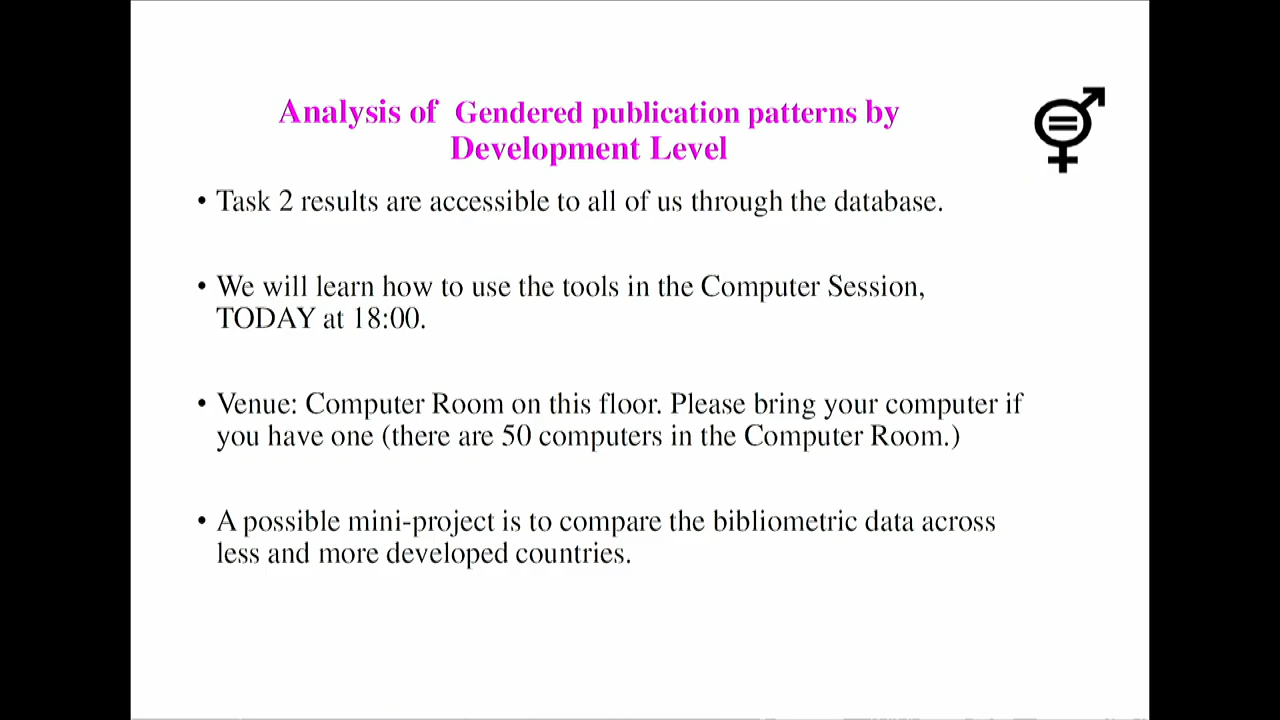 Analysis of Gendered publication patterns by
Development Level
• Task 2 results are accessible to all of us through the database.
• We will learn how to use the tools in the Computer Session,
TODAY at 18:00.
• Venue: Computer Room on this floor. Please bring your computer if
you have one (there are 50 computers in the Computer Room.)
• A possible mini-project is to compare the bibliometric data across
less and more developed countries.